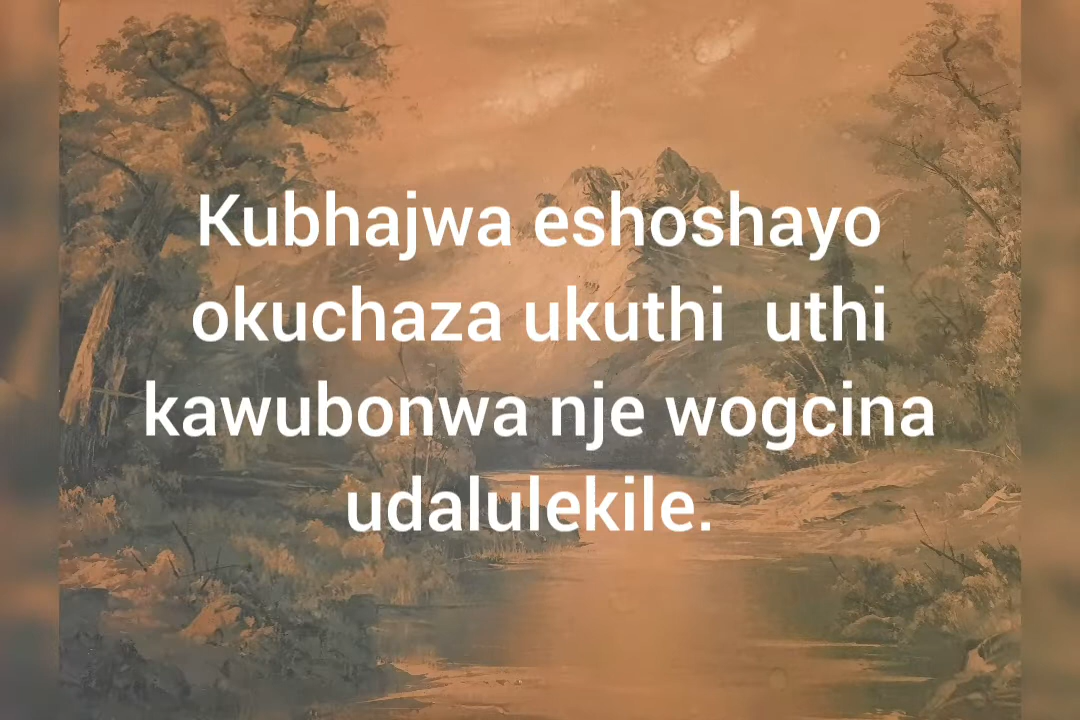 Kubhajwa eshoshayo
okuchaza ukuthi  uthi
kawubonwa nje wogcina
udalulekile.